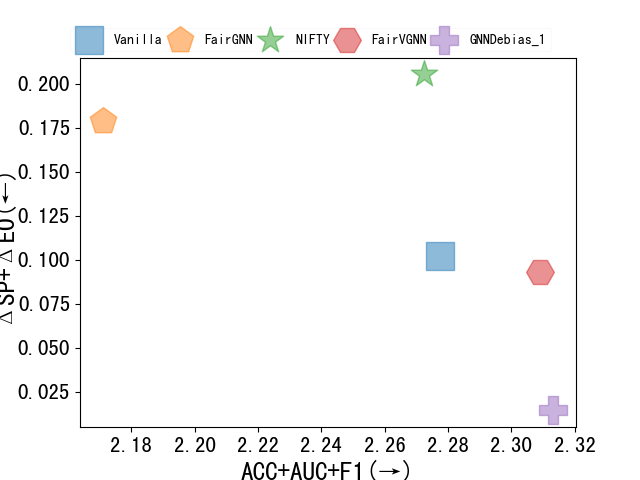 Vanilla FairGNN NIFTY FairVGNN GNNDebias_1
0.200
0.175
0.150
0.125
0.100
0.075
0.050
0.025
ΔSP+ΔEO(←)
2.18 2.20 2.22 2.24 2.26 2.28 2.30 2.32
ACC+AUC+F1(→)